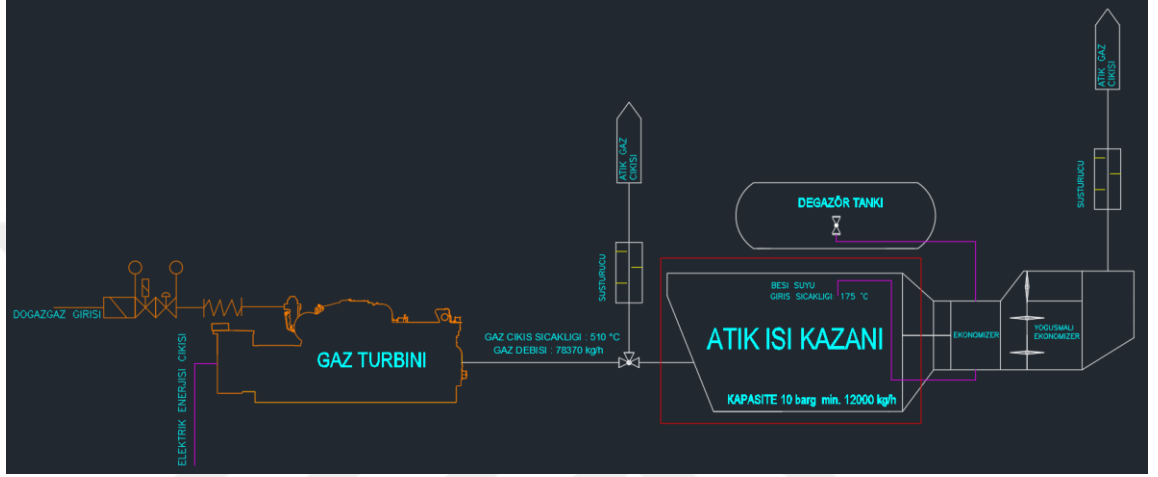 DOGAZGAZ GIRISI
ELEKTRIK ENERJISI CIKISI
GAZ TURBINI
GAZ CIKIS SICAKLIGI : 510 °C
GAZ DEBISI : 78370 kg/h
SUSTURUCU
ATIK GAZ
CIKISI
DEGAZÖR TANKI
BESI SUYU
GIRIS SICAKLIGI 175 °C
ATIK ISI KAZANI
KAPASITE 10 barg min. 12000 kg/h
EKONOMIZER
YOGUSMALI
EKONOMIZER
SUSTURUCU
ATIK GAZ
CIKISI